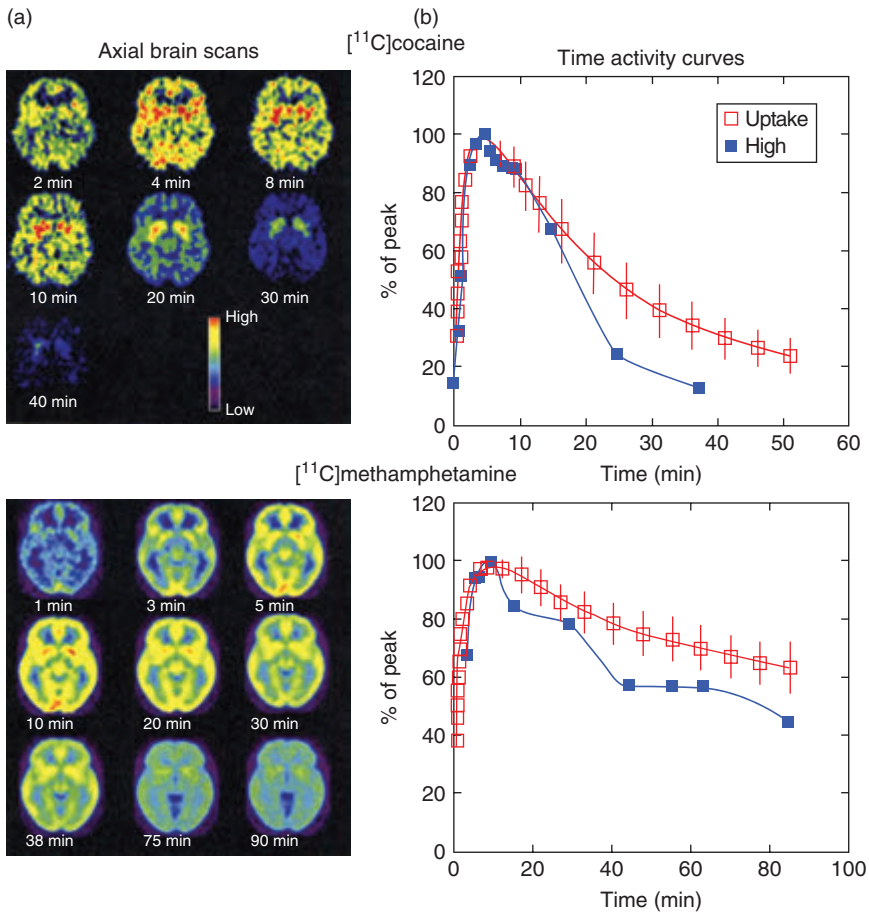 (a)
(b)
[¹¹C]cocaine
Axial brain scans
2 min
4 min
8 min
10 min
20 min
30 min
40 min
High
Low
Time activity curves
Uptake
High
% of peak
120
100
80
60
40
20
0
0 10 20 30 40 50 60
Time (min)
[¹¹C]methamphetamine
1 min
3 min
5 min
10 min
20 min
30 min
38 min
75 min
90 min
% of peak
120
100
80
60
40
20
0
0 20 40 60 80 100
Time (min)